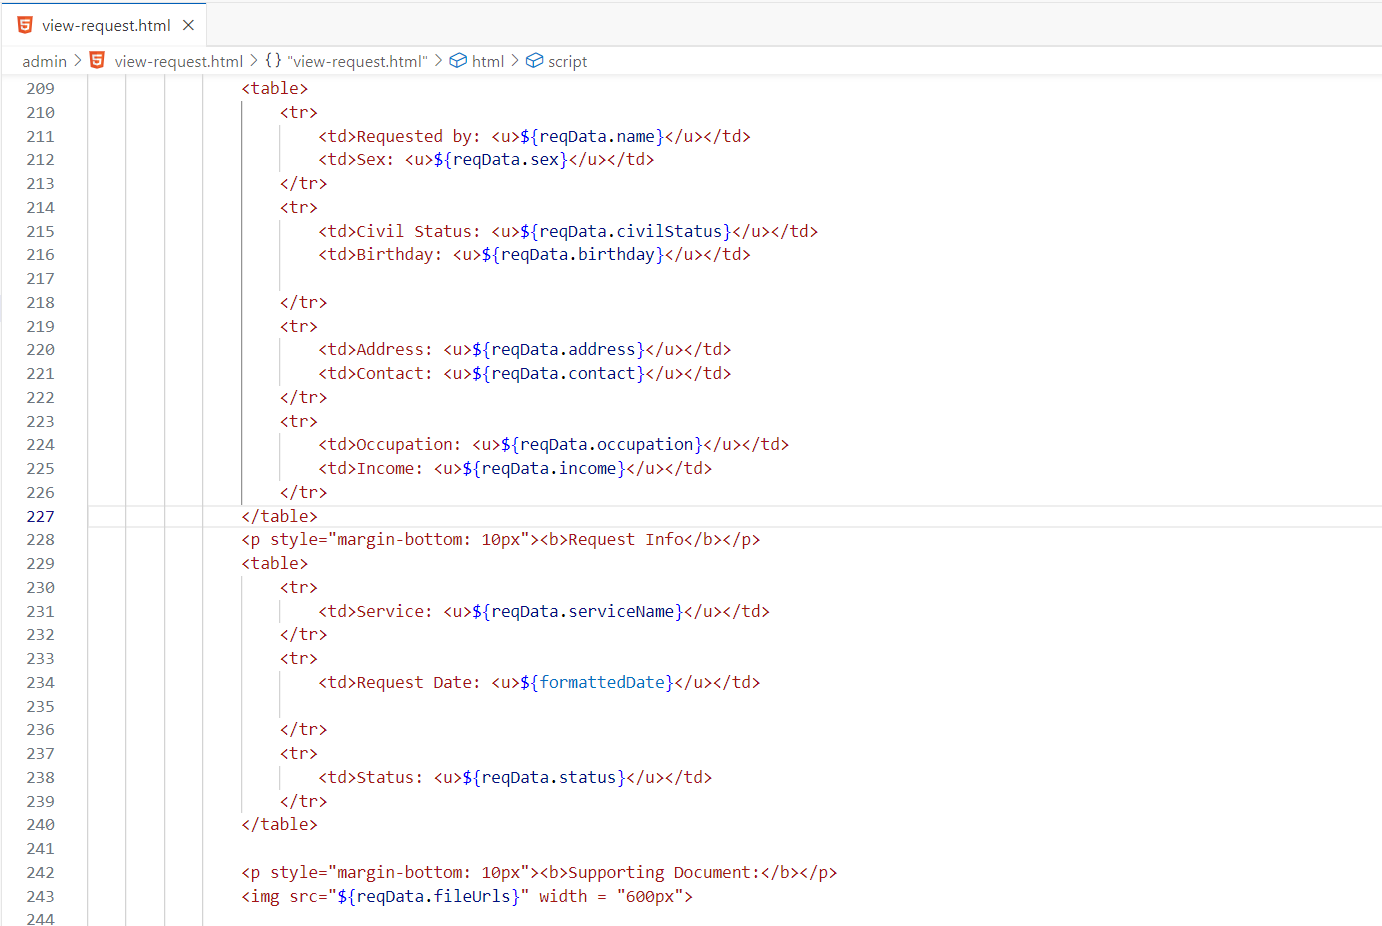 view-request.html
admin > view-request.html > {} "view-request.html" > html > script
209 <table>
210 <tr>
211 <td>Requested by: <u>${reqData.name}</u></td>
212 <td>Sex: <u>${reqData.sex}</u></td>
213 </tr>
214 <tr>
215 <td>Civil Status: <u>${reqData.civilStatus}</u></td>
216 <td>Birthday: <u>${reqData.birthday}</u></td>
217
218 </tr>
219 <tr>
220 <td>Address: <u>${reqData.address}</u></td>
221 <td>Contact: <u>${reqData.contact}</u></td>
222 </tr>
223 <tr>
224 <td>Occupation: <u>${reqData.occupation}</u></td>
225 <td>Income: <u>${reqData.income}</u></td>
226 </tr>
227 </table>
228 <p style="margin-bottom: 10px"><b>Request Info</b></p>
229 <table>
230 <tr>
231 <td>Service: <u>${reqData.serviceName}</u></td>
232 </tr>
233 <tr>
234 <td>Request Date: <u>${formattedDate}</u></td>
235
236 </tr>
237 <tr>
238 <td>Status: <u>${reqData.status}</u></td>
239 </tr>
240 </table>
241
242 <p style="margin-bottom: 10px"><b>Supporting Document:</b></p>
243 <img src="${reqData.fileUrls}" width = "600px">
244